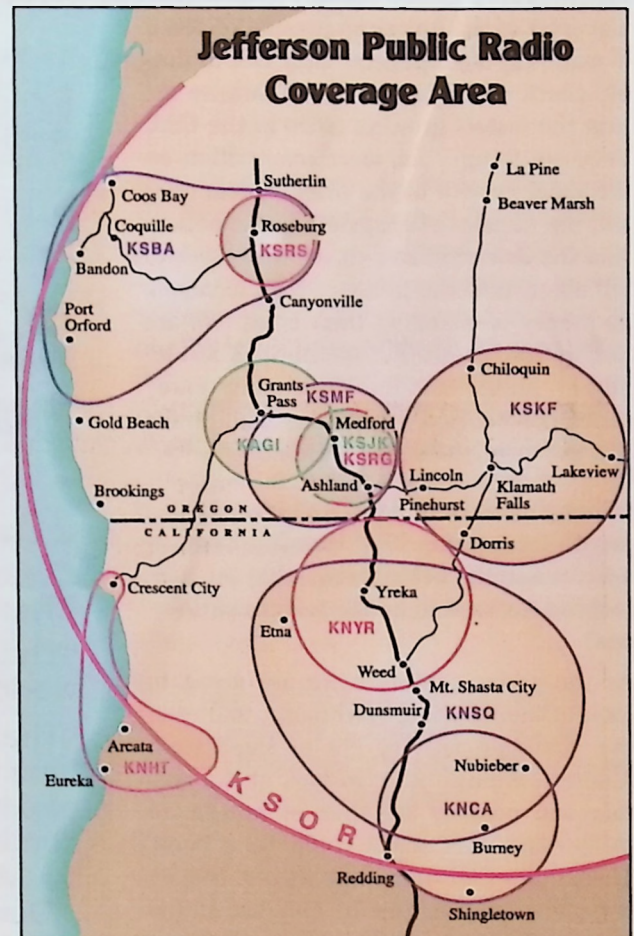 Jefferson Public Radio
Coverage Area
La Pine
Beaver Marsh
Coos Bay
Sutherlin
Coquille
KSBA
Roseburg
KSRS
Bandon
Canyonville
Port
Orford
Chiloquin
Grants
Pass
KSMF
KSKF
Gold Beach
KAGI
Medford
KSJK
KSRG
Lakeview
Ashland
Lincoln
Pinehurst
Klamath
Falls
Brookings
OREGON
CALIFORNIA
Dorris
Crescent City
Yreka
Etna
KNYR
Weed
Mt. Shasta City
Dunsmuir
KNSQ
Arcata
Eureka
KNHT
Nubieber
KSOR
KNCA
Burney
Redding
Shingletown